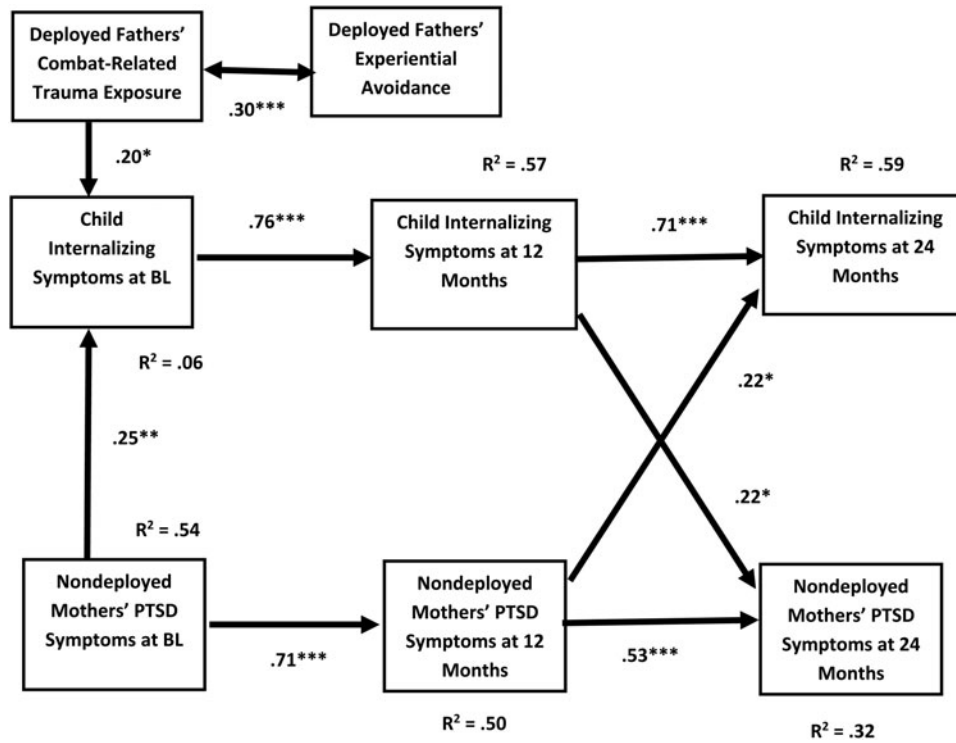 Deployed Fathers’
Combat-Related
Trauma Exposure
Deployed Fathers’
Experiential
Avoidance
.30***
.20*
R² = .57
R² = .59
Child
Internalizing
Symptoms at BL
.76***
Child Internalizing
Symptoms at 12
Months
.71***
Child Internalizing
Symptoms at 24
Months
R² = .06
.22*
.25**
.22*
R² = .54
Nondeployed
Mothers’ PTSD
Symptoms at BL
.71***
Nondeployed
Mothers’ PTSD
Symptoms at 12
Months
.53***
Nondeployed
Mothers’ PTSD
Symptoms at 24
Months
R² = .50
R² = .32